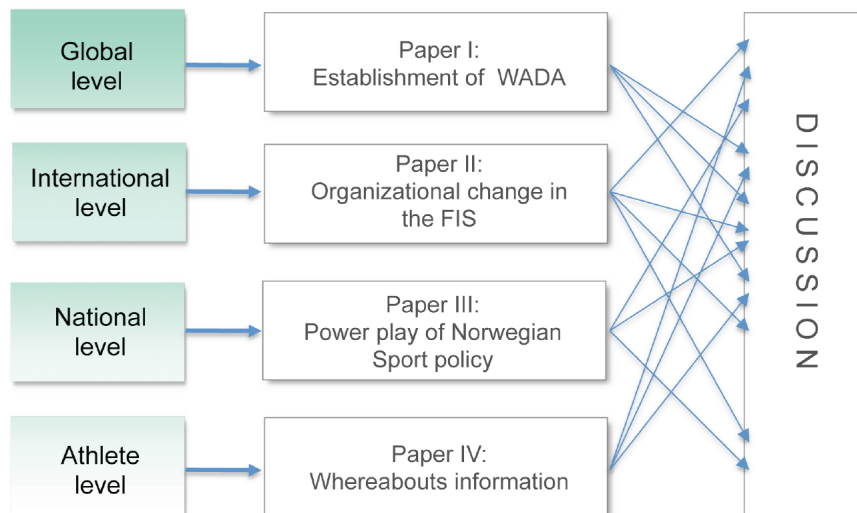 Global
level
Paper I:
Establishment of WADA
International
level
Paper II:
Organizational change in
the FIS
National
level
Paper III:
Power play of Norwegian
Sport policy
Athlete
level
Paper IV:
Whereabouts information
DISCUSSION